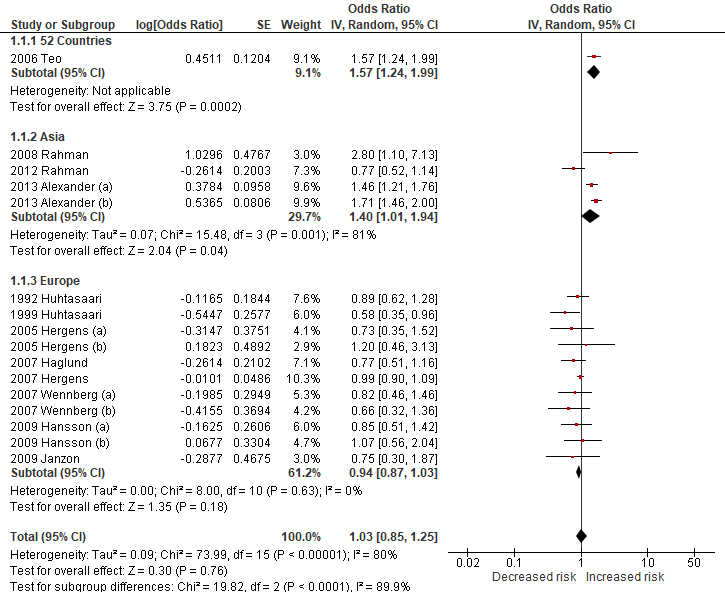 Odds Ratio Odds Ratio
Study or Subgroup log[Odds Ratio] SE Weight IV, Random, 95% CI IV, Random, 95% CI
1.1.1 52 Countries
2006 Teo 0.4511 0.1204 9.1% 1.57 [1.24, 1.99]
Subtotal (95% CI) 9.1% 1.57 [1.24, 1.99]
Heterogeneity: Not applicable
Test for overall effect: Z = 3.75 (P = 0.0002)
1.1.2 Asia
2008 Rahman 1.0296 0.4767 3.0% 2.80 [1.10, 7.13]
2012 Rahman -0.2614 0.2003 7.3% 0.77 [0.52, 1.14]
2013 Alexander (a) 0.3784 0.0958 9.6% 1.46 [1.21, 1.76]
2013 Alexander (b) 0.5365 0.0806 9.9% 1.71 [1.46, 2.00]
Subtotal (95% CI) 29.7% 1.40 [1.01, 1.94]
Heterogeneity: Tau² = 0.07; Chi² = 15.48, df = 3 (P = 0.001); I² = 81%
Test for overall effect: Z = 2.04 (P = 0.04)
1.1.3 Europe
1992 Huhtasaari -0.1165 0.1844 7.6% 0.89 [0.62, 1.28]
1999 Huhtasaari -0.5447 0.2577 6.0% 0.58 [0.35, 0.96]
2005 Hergens (a) -0.3147 0.3751 4.1% 0.73 [0.35, 1.52]
2005 Hergens (b) 0.1823 0.4892 2.9% 1.20 [0.46, 3.13]
2007 Haglund -0.2614 0.2102 7.1% 0.77 [0.51, 1.16]
2007 Hergens -0.0101 0.0486 10.3% 0.99 [0.90, 1.09]
2007 Wennberg (a) -0.1985 0.2949 5.3% 0.82 [0.46, 1.46]
2007 Wennberg (b) -0.4155 0.3694 4.2% 0.66 [0.32, 1.36]
2009 Hansson (a) -0.1625 0.2606 6.0% 0.85 [0.51, 1.42]
2009 Hansson (b) 0.0677 0.3304 4.8% 1.07 [0.56, 2.04]
2009 Janzon -0.2877 0.4675 3.0% 0.75 [0.30, 1.87]
Subtotal (95% CI) 61.2% 0.94 [0.87, 1.03]
Heterogeneity: Tau² = 0.00; Chi² = 8.00, df = 10 (P = 0.63); I² = 0%
Test for overall effect: Z = 1.35 (P = 0.18)
Total (95% CI) 100.0% 1.03 [0.85, 1.25]
Heterogeneity: Tau² = 0.09; Chi² = 73.99, df = 15 (P < 0.00001); I² = 80%
Test for overall effect: Z = 0.30 (P = 0.76)
Test for subgroup differences: Chi² = 19.82, df = 2 (P < 0.0001), I² = 89.9%
0.02 0.1 1 10 50
Decreased risk Increased risk